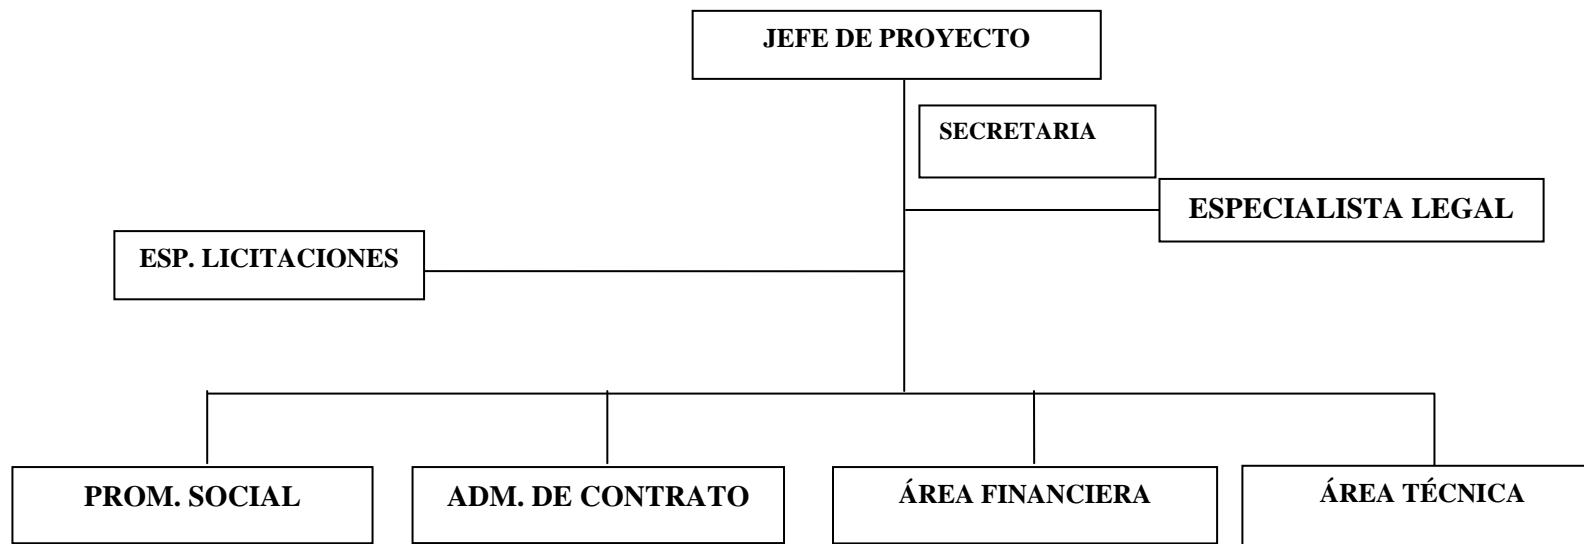 JEFE DE PROYECTO
SECRETARIA
ESPECIALISTA LEGAL
ESP. LICITACIONES
PROM. SOCIAL
ADM. DE CONTRATO
ÁREA FINANCIERA
ÁREA TÉCNICA